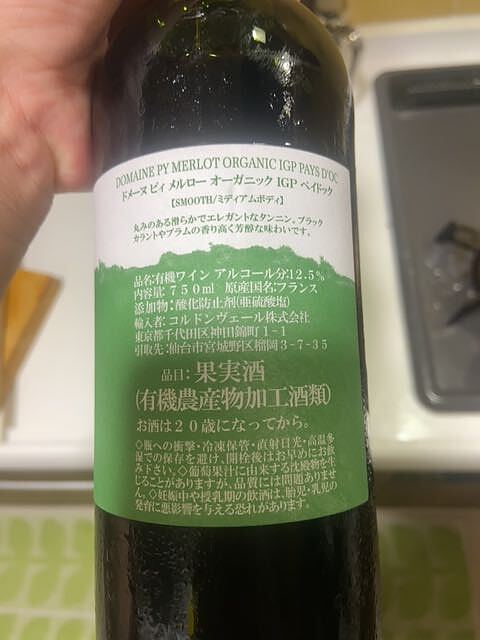 DOMAINE PY MERLOT ORGANIC IGP PAYS D'OC
ドメーヌ ピィ メルロー オーガニック IGP ペイドック
【SMOOTH/ミディアムボディ】
丸みのある滑らかでエレガントなタンニン、ブラック
カラントやプラムの香り高く芳醇な味わいです。
品名:有機ワイン アルコール分:12.5%
内容量:750ml 原産国名:フランス
添加物:酸化防止剤(亜硫酸塩)
輸入者:コルドンヴェール株式会社
東京都千代田区神田錦町1-1
引取先:仙台市宮城野区榴岡3-7-35
品目:果実酒
(有機農産物加工酒類)
お酒は20歳になってから。
◇瓶への衝撃・冷凍保管・直射日光・高温多
湿での保存を避け、開栓後はお早めにお飲
み下さい。◇葡萄果汁に由来する沈殿物を生
じることがありますが、品質には問題ありませ
ん。◇妊娠中や授乳期の飲酒は、胎児・乳児の
発育に悪影響を与える恐れがあります。